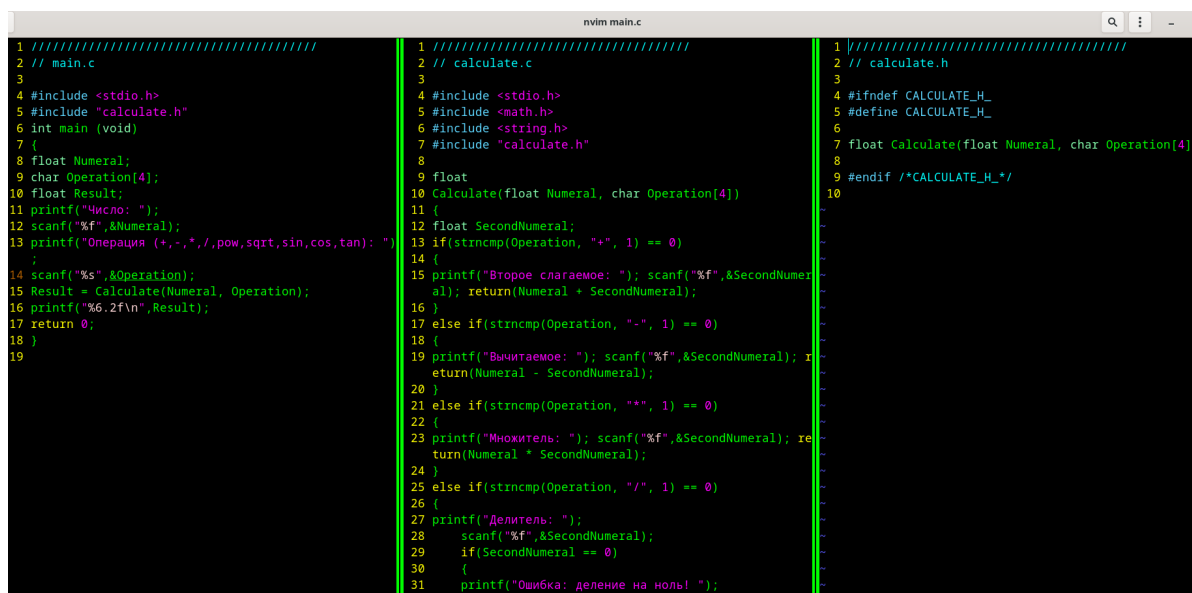 nvim main.c
1 ////////////////////////////////////////
2 // main.c
3
4 #include <stdio.h>
5 #include "calculate.h"
6 int main (void)
7 {
8 float Numeral;
9 char Operation[4];
10 float Result;
11 printf("Число: ");
12 scanf("%f",&Numeral);
13 printf("Операция (+,-,*,/,pow,sqrt,sin,cos,tan): ")
;
14 scanf("%s",&Operation);
15 Result = Calculate(Numeral, Operation);
16 printf("%6.2f\n",Result);
17 return 0;
18 }
19
1 ////////////////////////////////////
2 // calculate.c
3
4 #include <stdio.h>
5 #include <math.h>
6 #include <string.h>
7 #include "calculate.h"
8
9 float
10 Calculate(float Numeral, char Operation[4])
11 {
12 float SecondNumeral;
13 if(strncmp(Operation, "+", 1) == 0)
14 {
15 printf("Второе слагаемое: "); scanf("%f",&SecondNumer
al); return(Numeral + SecondNumeral);
16 }
17 else if(strncmp(Operation, "-", 1) == 0)
18 {
19 printf("Вычитаемое: "); scanf("%f",&SecondNumeral); r
eturn(Numeral - SecondNumeral);
20 }
21 else if(strncmp(Operation, "*", 1) == 0)
22 {
23 printf("Множитель: "); scanf("%f",&SecondNumeral); re
turn(Numeral * SecondNumeral);
24 }
25 else if(strncmp(Operation, "/", 1) == 0)
26 {
27 printf("Делитель: ");
28 scanf("%f",&SecondNumeral);
29 if(SecondNumeral == 0)
30 {
31 printf("Ошибка: деление на ноль! ");
1 ///////////////////////////////////////
2 // calculate.h
3
4 #ifndef CALCULATE_H_
5 #define CALCULATE_H_
6
7 float Calculate(float Numeral, char Operation[4]
8
9 #endif /*CALCULATE_H_*/
10